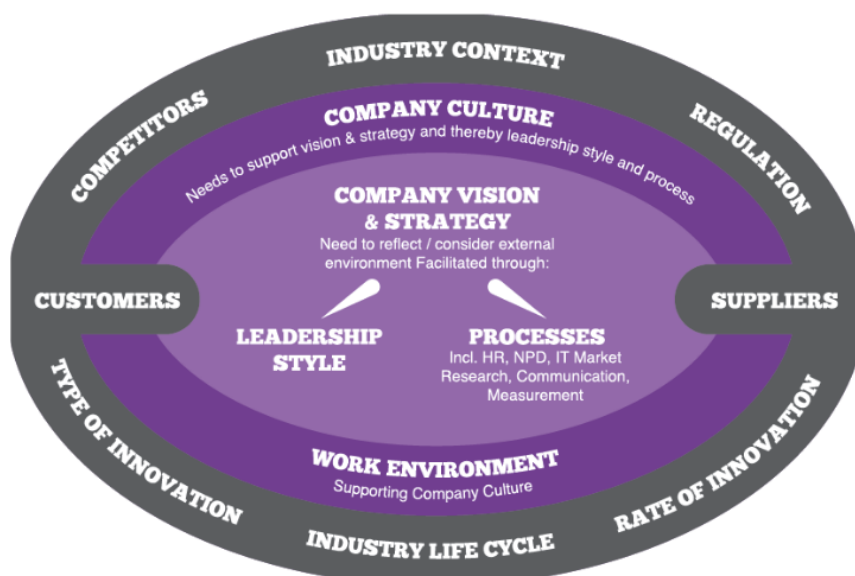 INDUSTRY CONTEXT
COMPETITORS
REGULATION
COMPANY CULTURE
Needs to support vision & strategy and thereby leadership style and process
COMPANY VISION
& STRATEGY
Need to reflect / consider external
environment Facilitated through:
CUSTOMERS
SUPPLIERS
LEADERSHIP
STYLE
PROCESSES
Incl. HR, NPD, IT Market
Research, Communication,
Measurement
WORK ENVIRONMENT
Supporting Company Culture
TYPE OF INNOVATION
INDUSTRY LIFE CYCLE
RATE OF INNOVATION